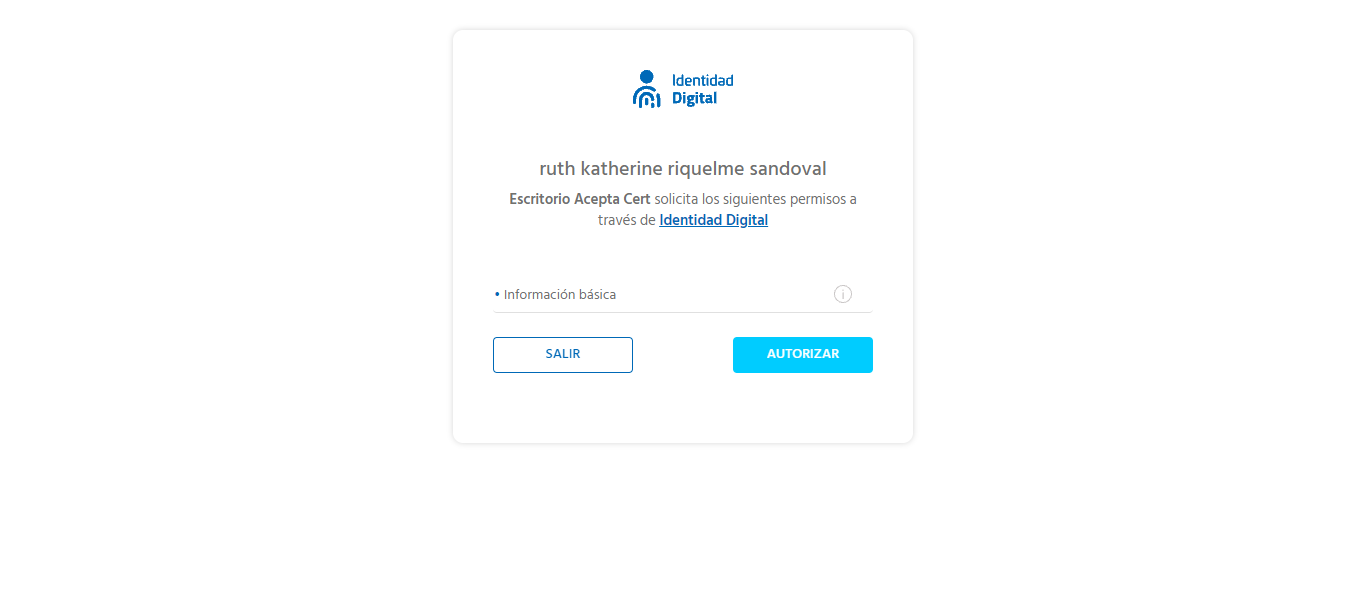 Identidad
Digital
ruth katherine riquelme sandoval
Escritorio Acepta Cert solicita los siguientes permisos a
través de Identidad Digital
• Información básica
SALIR
AUTORIZAR